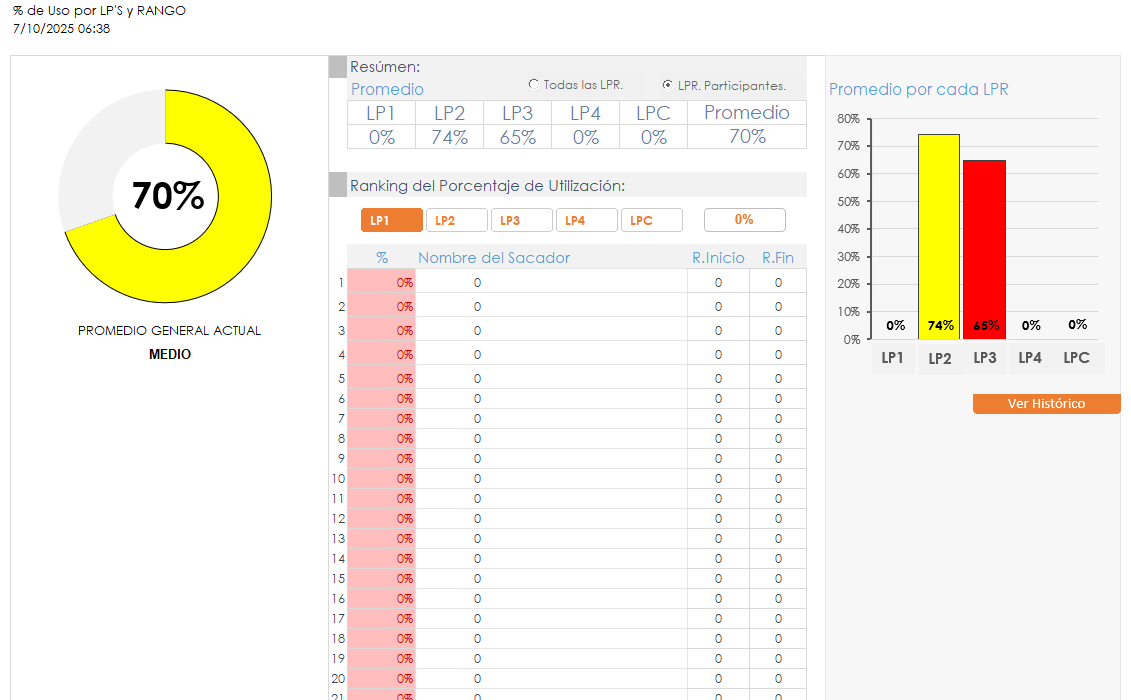 % de Uso por LP'S y RANGO
7/10/2025 06:38
70%
PROMEDIO GENERAL ACTUAL
MEDIO
Resúmen:
Promedio
Todas las LPR.
LPR. Participantes.
LP1 LP2 LP3 LP4 LPC Promedio
0% 74% 65% 0% 0% 70%
Ranking del Porcentaje de Utilización:
LP1 LP2 LP3 LP4 LPC 0%
% Nombre del Sacador R.Inicio R.Fin
1 0% 0 0 0
2 0% 0 0 0
3 0% 0 0 0
4 0% 0 0 0
5 0% 0 0 0
6 0% 0 0 0
7 0% 0 0 0
8 0% 0 0 0
9 0% 0 0 0
10 0% 0 0 0
11 0% 0 0 0
12 0% 0 0 0
13 0% 0 0 0
14 0% 0 0 0
15 0% 0 0 0
16 0% 0 0 0
17 0% 0 0 0
18 0% 0 0 0
19 0% 0 0 0
20 0% 0 0 0
21 0% 0 0 0
Promedio por cada LPR
80%
70%
60%
50%
40%
30%
20%
10%
0%
0% 74% 65% 0% 0%
LP1 LP2 LP3 LP4 LPC
Ver Histórico